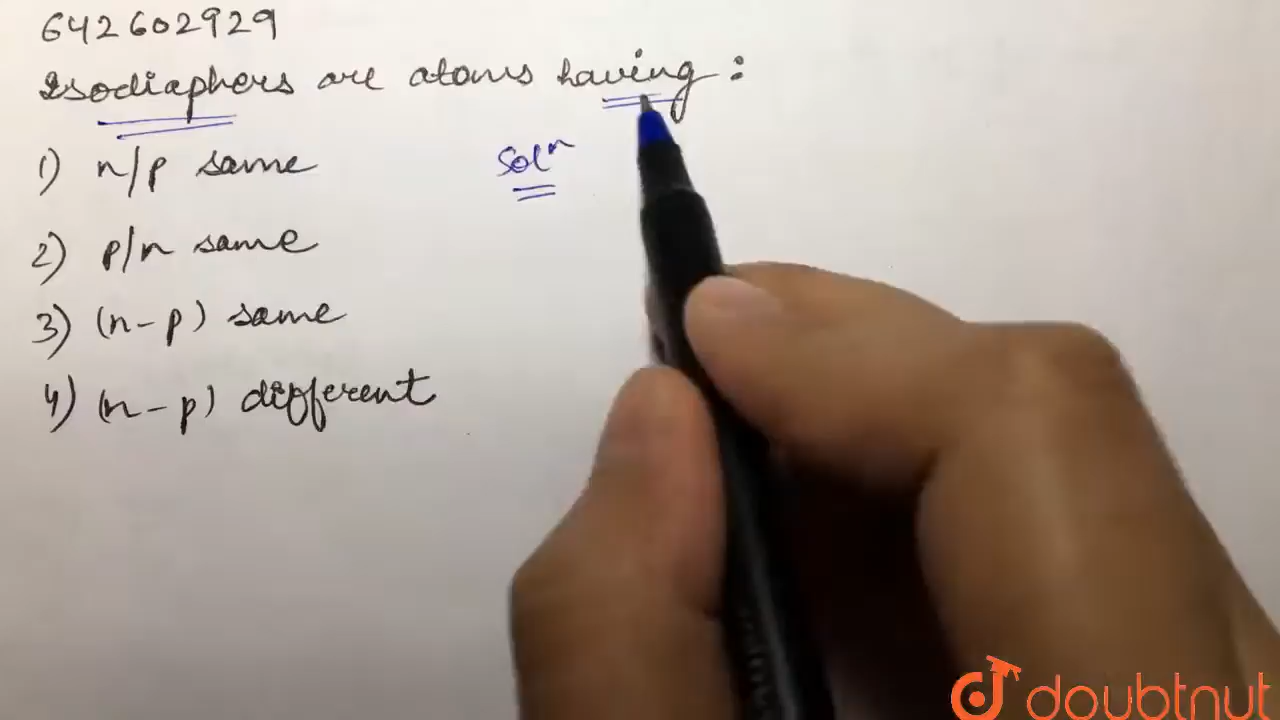 642602929
Isodiaphers are atoms having :
1) n/p same
Solⁿ
2) p/n same
3) (n-p) same
4) (n-p) different
doubtnut